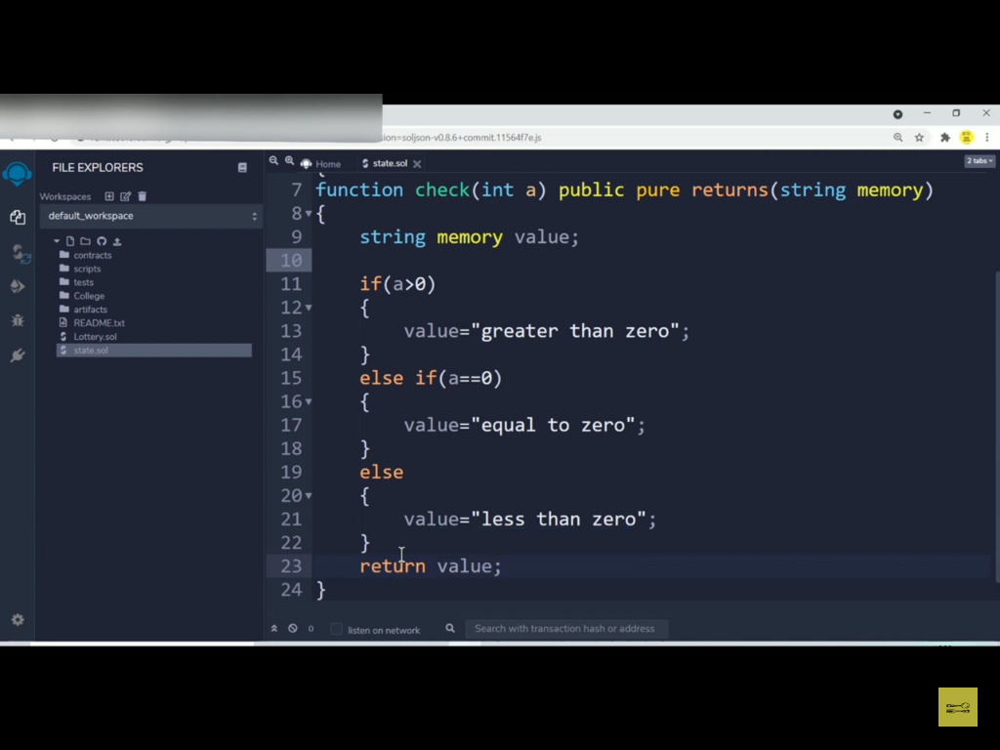 ion=soljson-v0.8.6+commit.11564f7e.js
FILE EXPLORERS
Home
state.sol
2 tabs
Workspaces
default_workspace
contracts
scripts
tests
College
artifacts
README.txt
Lottery.sol
state.sol
7 function check(int a) public pure returns(string memory)
8 {
9 string memory value;
10
11 if(a>0)
12 {
13 value="greater than zero";
14 }
15 else if(a==0)
16 {
17 value="equal to zero";
18 }
19 else
20 {
21 value="less than zero";
22 }
23 return value;
24 }
0 listen on network
Search with transaction hash or address